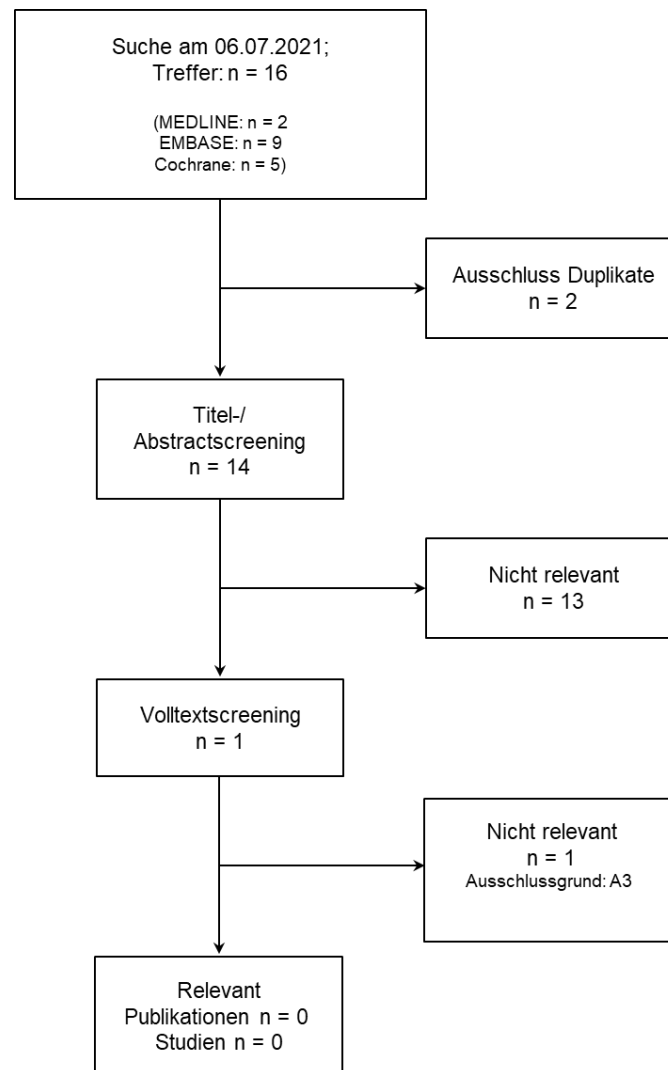 Suche am 06.07.2021;
Treffer: n = 16
(MEDLINE: n = 2
EMBASE: n = 9
Cochrane: n = 5)
Ausschluss Duplikate
n = 2
Titel-/
Abstractscreening
n = 14
Nicht relevant
n = 13
Volltextscreening
n = 1
Nicht relevant
n = 1
Ausschlussgrund: A3
Relevant
Publikationen n = 0
Studien n = 0